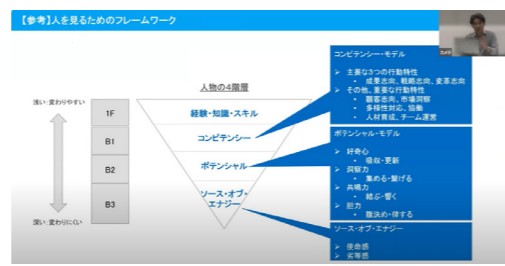 【参考】人を見るためのフレームワーク
人物の4階層
浅い:変わりやすい
深い:変わりにくい
1F
B1
B2
B3
経験・知識・スキル
コンピテンシー
ポテンシャル
ソース・オブ・
エナジー
コンピテンシー・モデル
➢ 主要な3つの行動特性
• 成果志向、戦略志向、変革志向
➢ その他、重要な行動特性
• 顧客志向、市場洞察
• 多様性対応、協働
• 人材育成、チーム運営
ポテンシャル・モデル
➢ 好奇心
• 吸収・更新
➢ 洞察力
• 集める・繋げる
➢ 共鳴力
• 結ぶ・響く
➢ 胆力
• 腹決め・律する
ソース・オブ・エナジー
➢ 使命感
➢ 劣等感